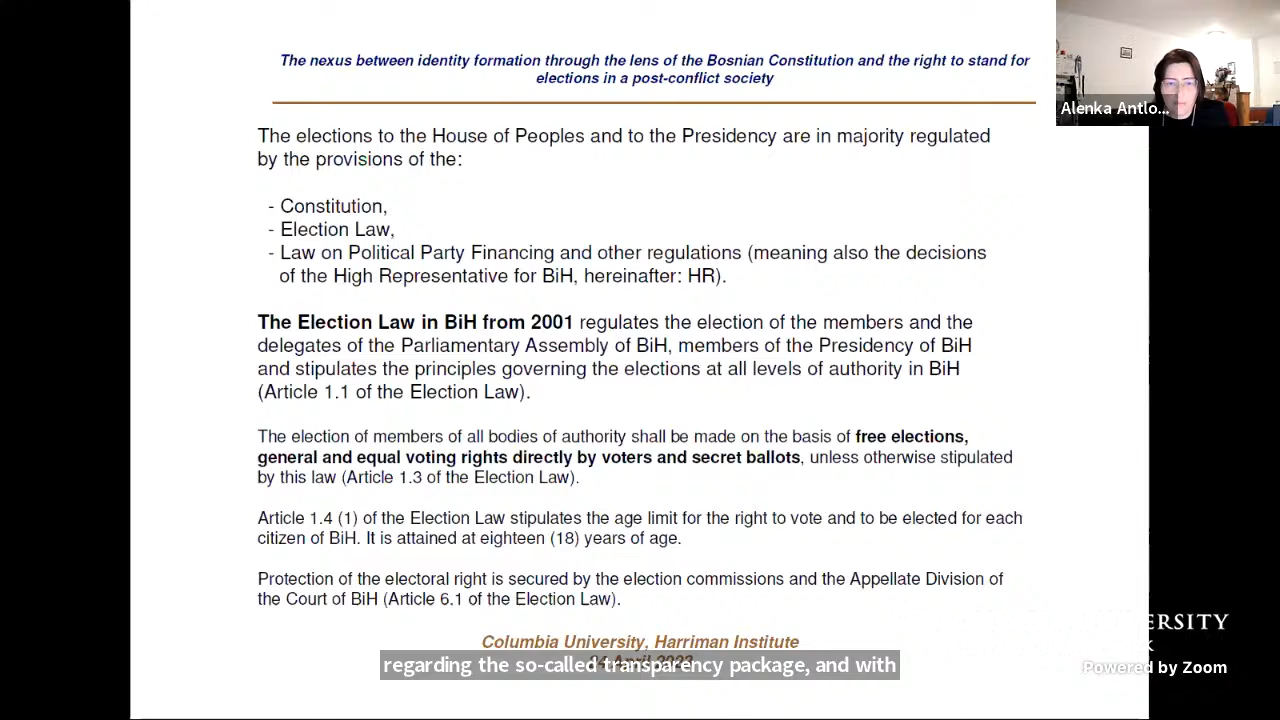 The nexus between identity formation through the lens of the Bosnian Constitution and the right to stand for
elections in a post-conflict society
Alenka Antlo...
The elections to the House of Peoples and to the Presidency are in majority regulated
by the provisions of the:
- Constitution,
- Election Law,
- Law on Political Party Financing and other regulations (meaning also the decisions
of the High Representative for BiH, hereinafter: HR).
The Election Law in BiH from 2001 regulates the election of the members and the
delegates of the Parliamentary Assembly of BiH, members of the Presidency of BiH
and stipulates the principles governing the elections at all levels of authority in BiH
(Article 1.1 of the Election Law).
The election of members of all bodies of authority shall be made on the basis of free elections,
general and equal voting rights directly by voters and secret ballots, unless otherwise stipulated
by this law (Article 1.3 of the Election Law).
Article 1.4 (1) of the Election Law stipulates the age limit for the right to vote and to be elected for each
citizen of BiH. It is attained at eighteen (18) years of age.
Protection of the electoral right is secured by the election commissions and the Appellate Division of
the Court of BiH (Article 6.1 of the Election Law).
Columbia University, Harriman Institute
regarding the so-called transparency package, and with
ERSITY
K
Powered by Zoom